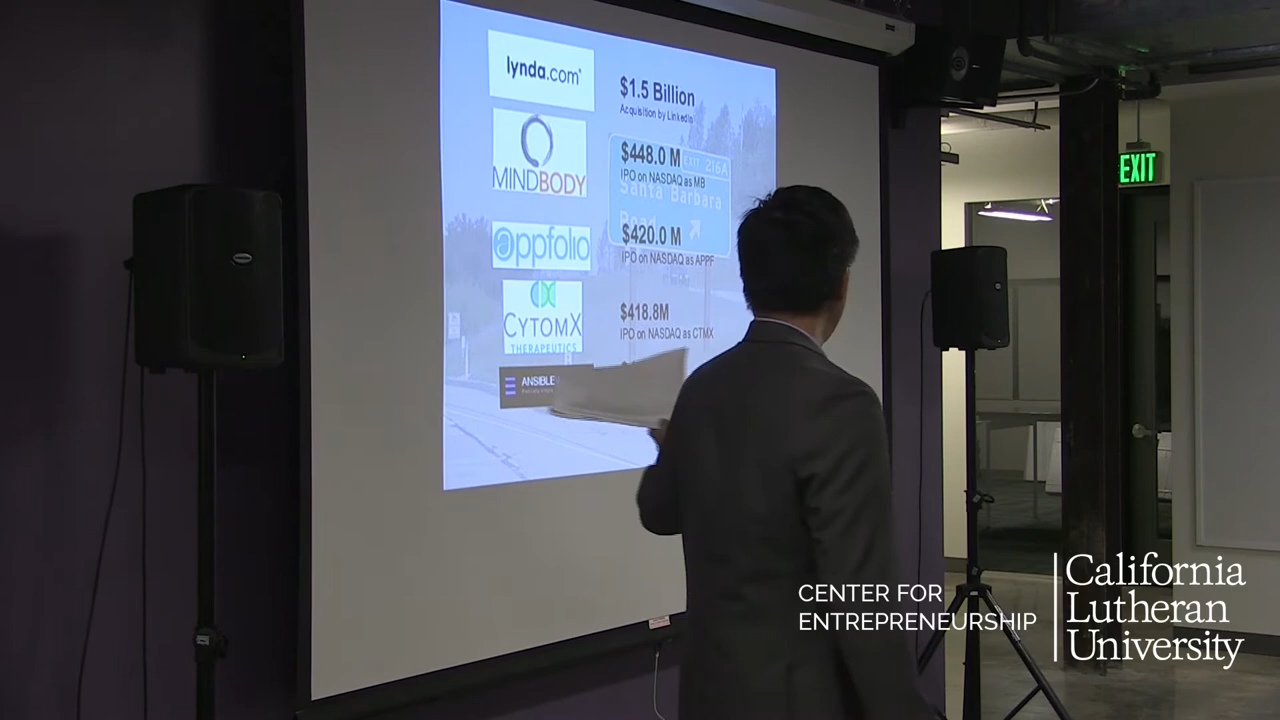 lynda.com
$1.5 Billion
Acquisition by LinkedIn
MINDBODY
$448.0 M
EXIT 216A
IPO on NASDAQ as MB
Santa Barbara
Road
appfolio
$420.0 M
IPO on NASDAQ as APPF
CYTOMX
THERAPEUTICS
$418.8M
IPO on NASDAQ as CTMX
ANSIBLE
EXIT
CENTER FOR
ENTREPRENEURSHIP
California
Lutheran
University